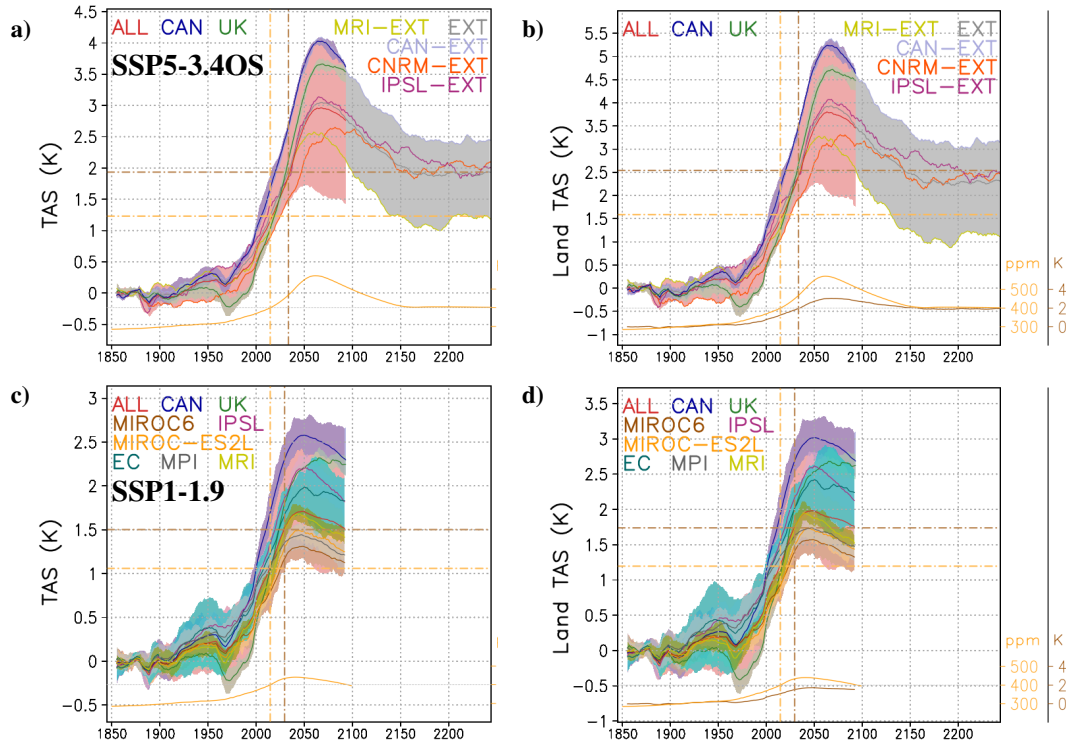 a)
ALL CAN UK MRI−EXT EXT
CAN−EXT
SSP5-3.4OS CNRM−EXT
IPSL−EXT
TAS (K)
4.5
4
3.5
3
2.5
2
1.5
1
0.5
0
−0.5
1850 1900 1950 2000 2050 2100 2150 2200
b)
ALL CAN UK MRI−EXT EXT
CAN−EXT
CNRM−EXT
IPSL−EXT
Land TAS (K)
5.5
5
4.5
4
3.5
3
2.5
2
1.5
1
0.5
0
−0.5
−1
1850 1900 1950 2000 2050 2100 2150 2200
ppm K
500 4
400 2
300 0
c)
ALL CAN UK
MIROC6 IPSL
MIROC−ES2L
EC MPI MRI
SSP1-1.9
TAS (K)
3
2.5
2
1.5
1
0.5
0
−0.5
1850 1900 1950 2000 2050 2100 2150 2200
d)
ALL CAN UK
MIROC6 IPSL
MIROC−ES2L
EC MPI MRI
Land TAS (K)
3.5
3
2.5
2
1.5
1
0.5
0
−0.5
−1
1850 1900 1950 2000 2050 2100 2150 2200
ppm K
500 4
400 2
300 0